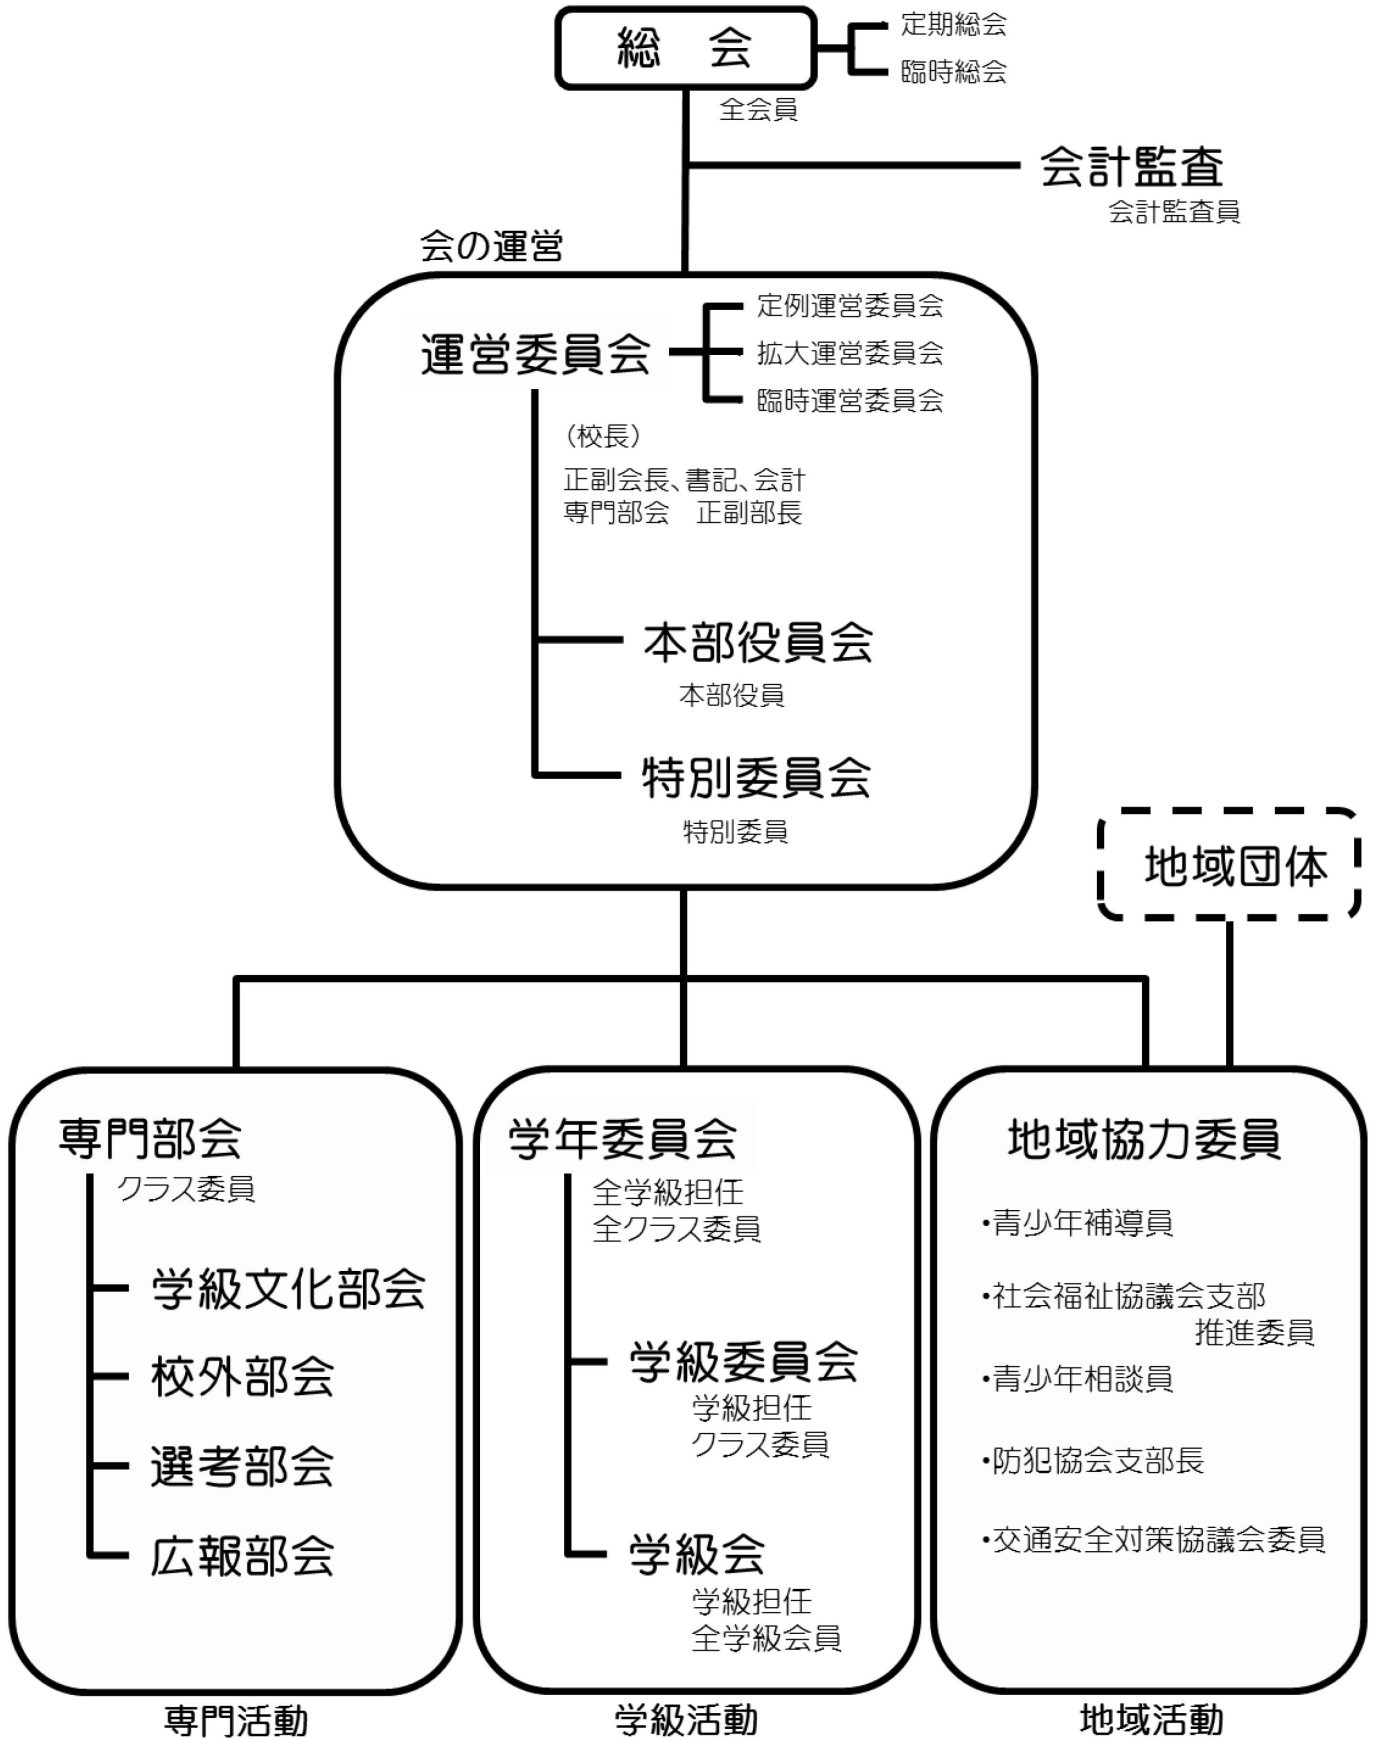 総　会
定期総会
臨時総会
全会員
会計監査
会計監査員
会の運営
運営委員会
定例運営委員会
拡大運営委員会
臨時運営委員会
（校長）
正副会長、書記、会計
専門部会　正副部長
本部役員会
本部役員
特別委員会
特別委員
地域団体
専門部会
クラス委員
学級文化部会
校外部会
選考部会
広報部会
専門活動
学年委員会
全学級担任
全クラス委員
学級委員会
学級担任
クラス委員
学級会
学級担任
全学級会員
学級活動
地域協力委員
・青少年補導員
・社会福祉協議会支部
推進委員
・青少年相談員
・防犯協会支部長
・交通安全対策協議会委員
地域活動